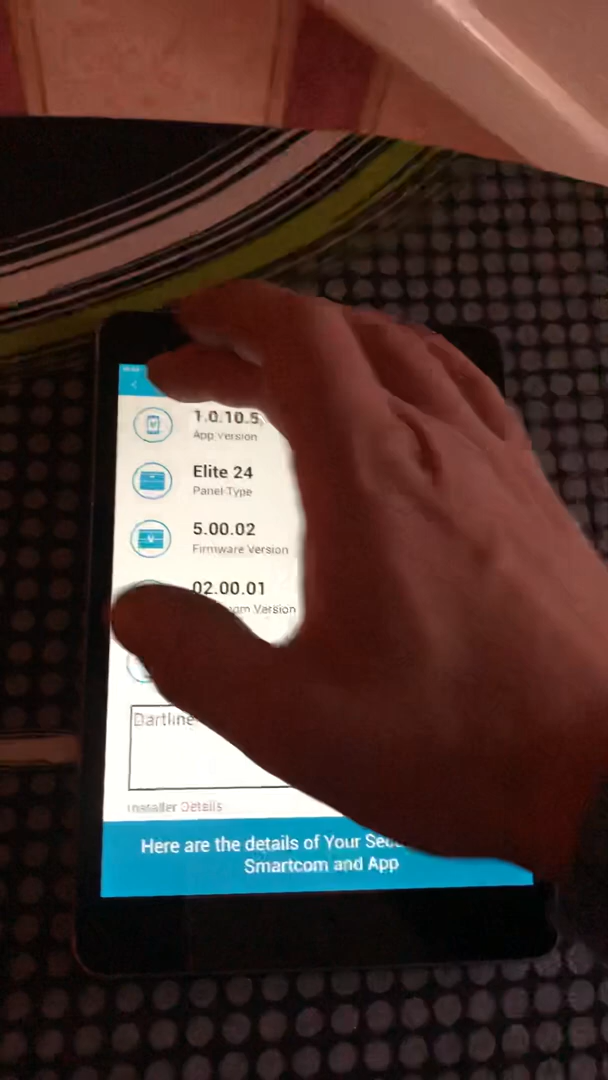 1.0.10.5
App Version
Elite 24
Panel Type
5.00.02
Firmware Version
02.00.01
Version
Dartline
Installer Details
Here are the details of Your
Smartcom and App